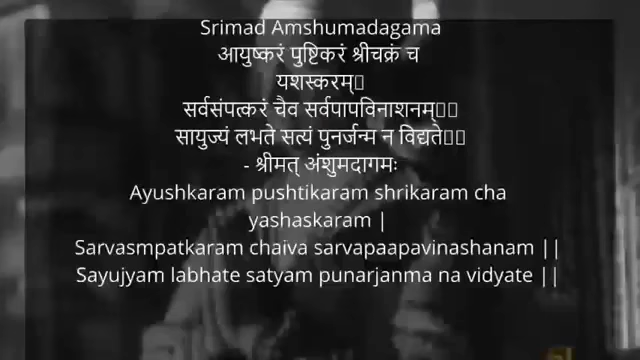 Srimad Amshumadagama
आयुष्करं पुष्टिकरं श्रीचक्रं च
यशस्करम्
सर्वसंपत्करं चैव सर्वपापविनाशनम्
सायुज्यं लभते सत्यं पुनर्जन्म न विद्यते
- श्रीमत् अंशुमदागमः
Ayushkaram pushtikaram shrikaram cha
yashaskaram |
Sarvasmpatkaram chaiva sarvapaapavinashanam ||
Sayujyam labhate satyam punarjanma na vidyate ||